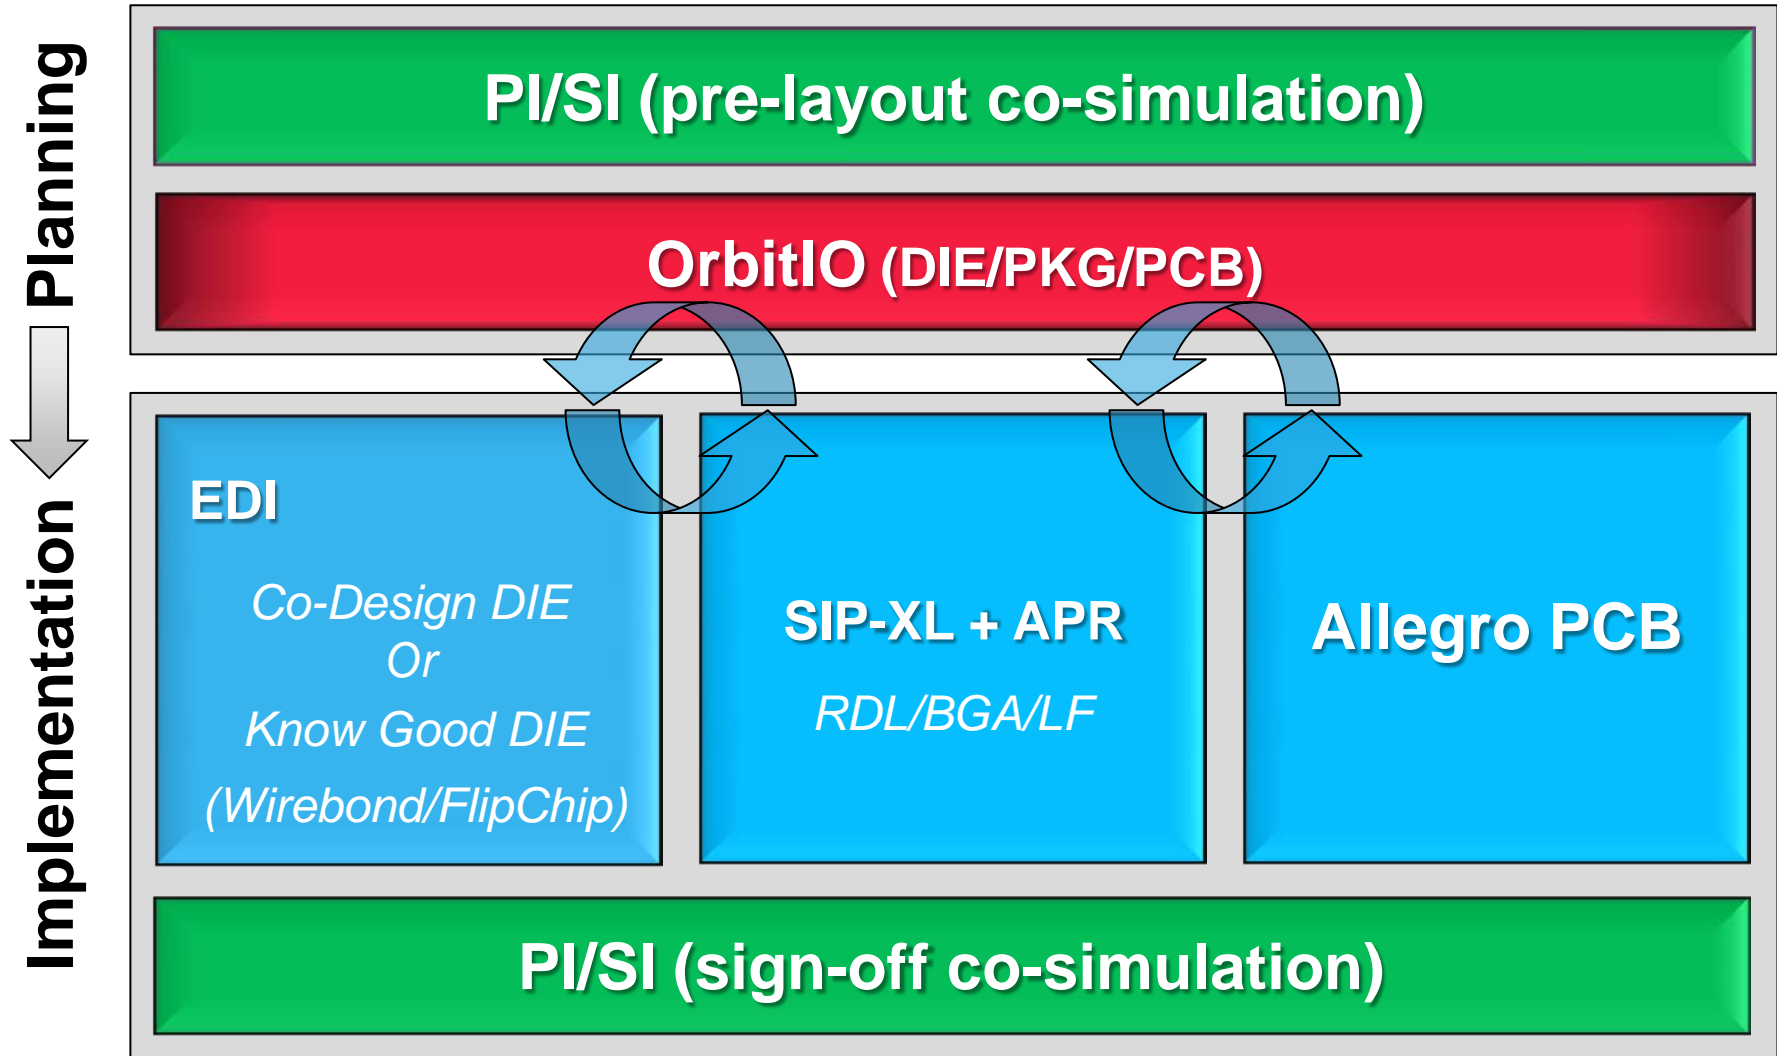 Planning
PI/SI (pre-layout co-simulation)
OrbitIO (DIE/PKG/PCB)
Implementation
EDI
Co-Design DIE
Or
Know Good DIE
(Wirebond/FlipChip)
SIP-XL + APR
RDL/BGA/LF
Allegro PCB
PI/SI (sign-off co-simulation)